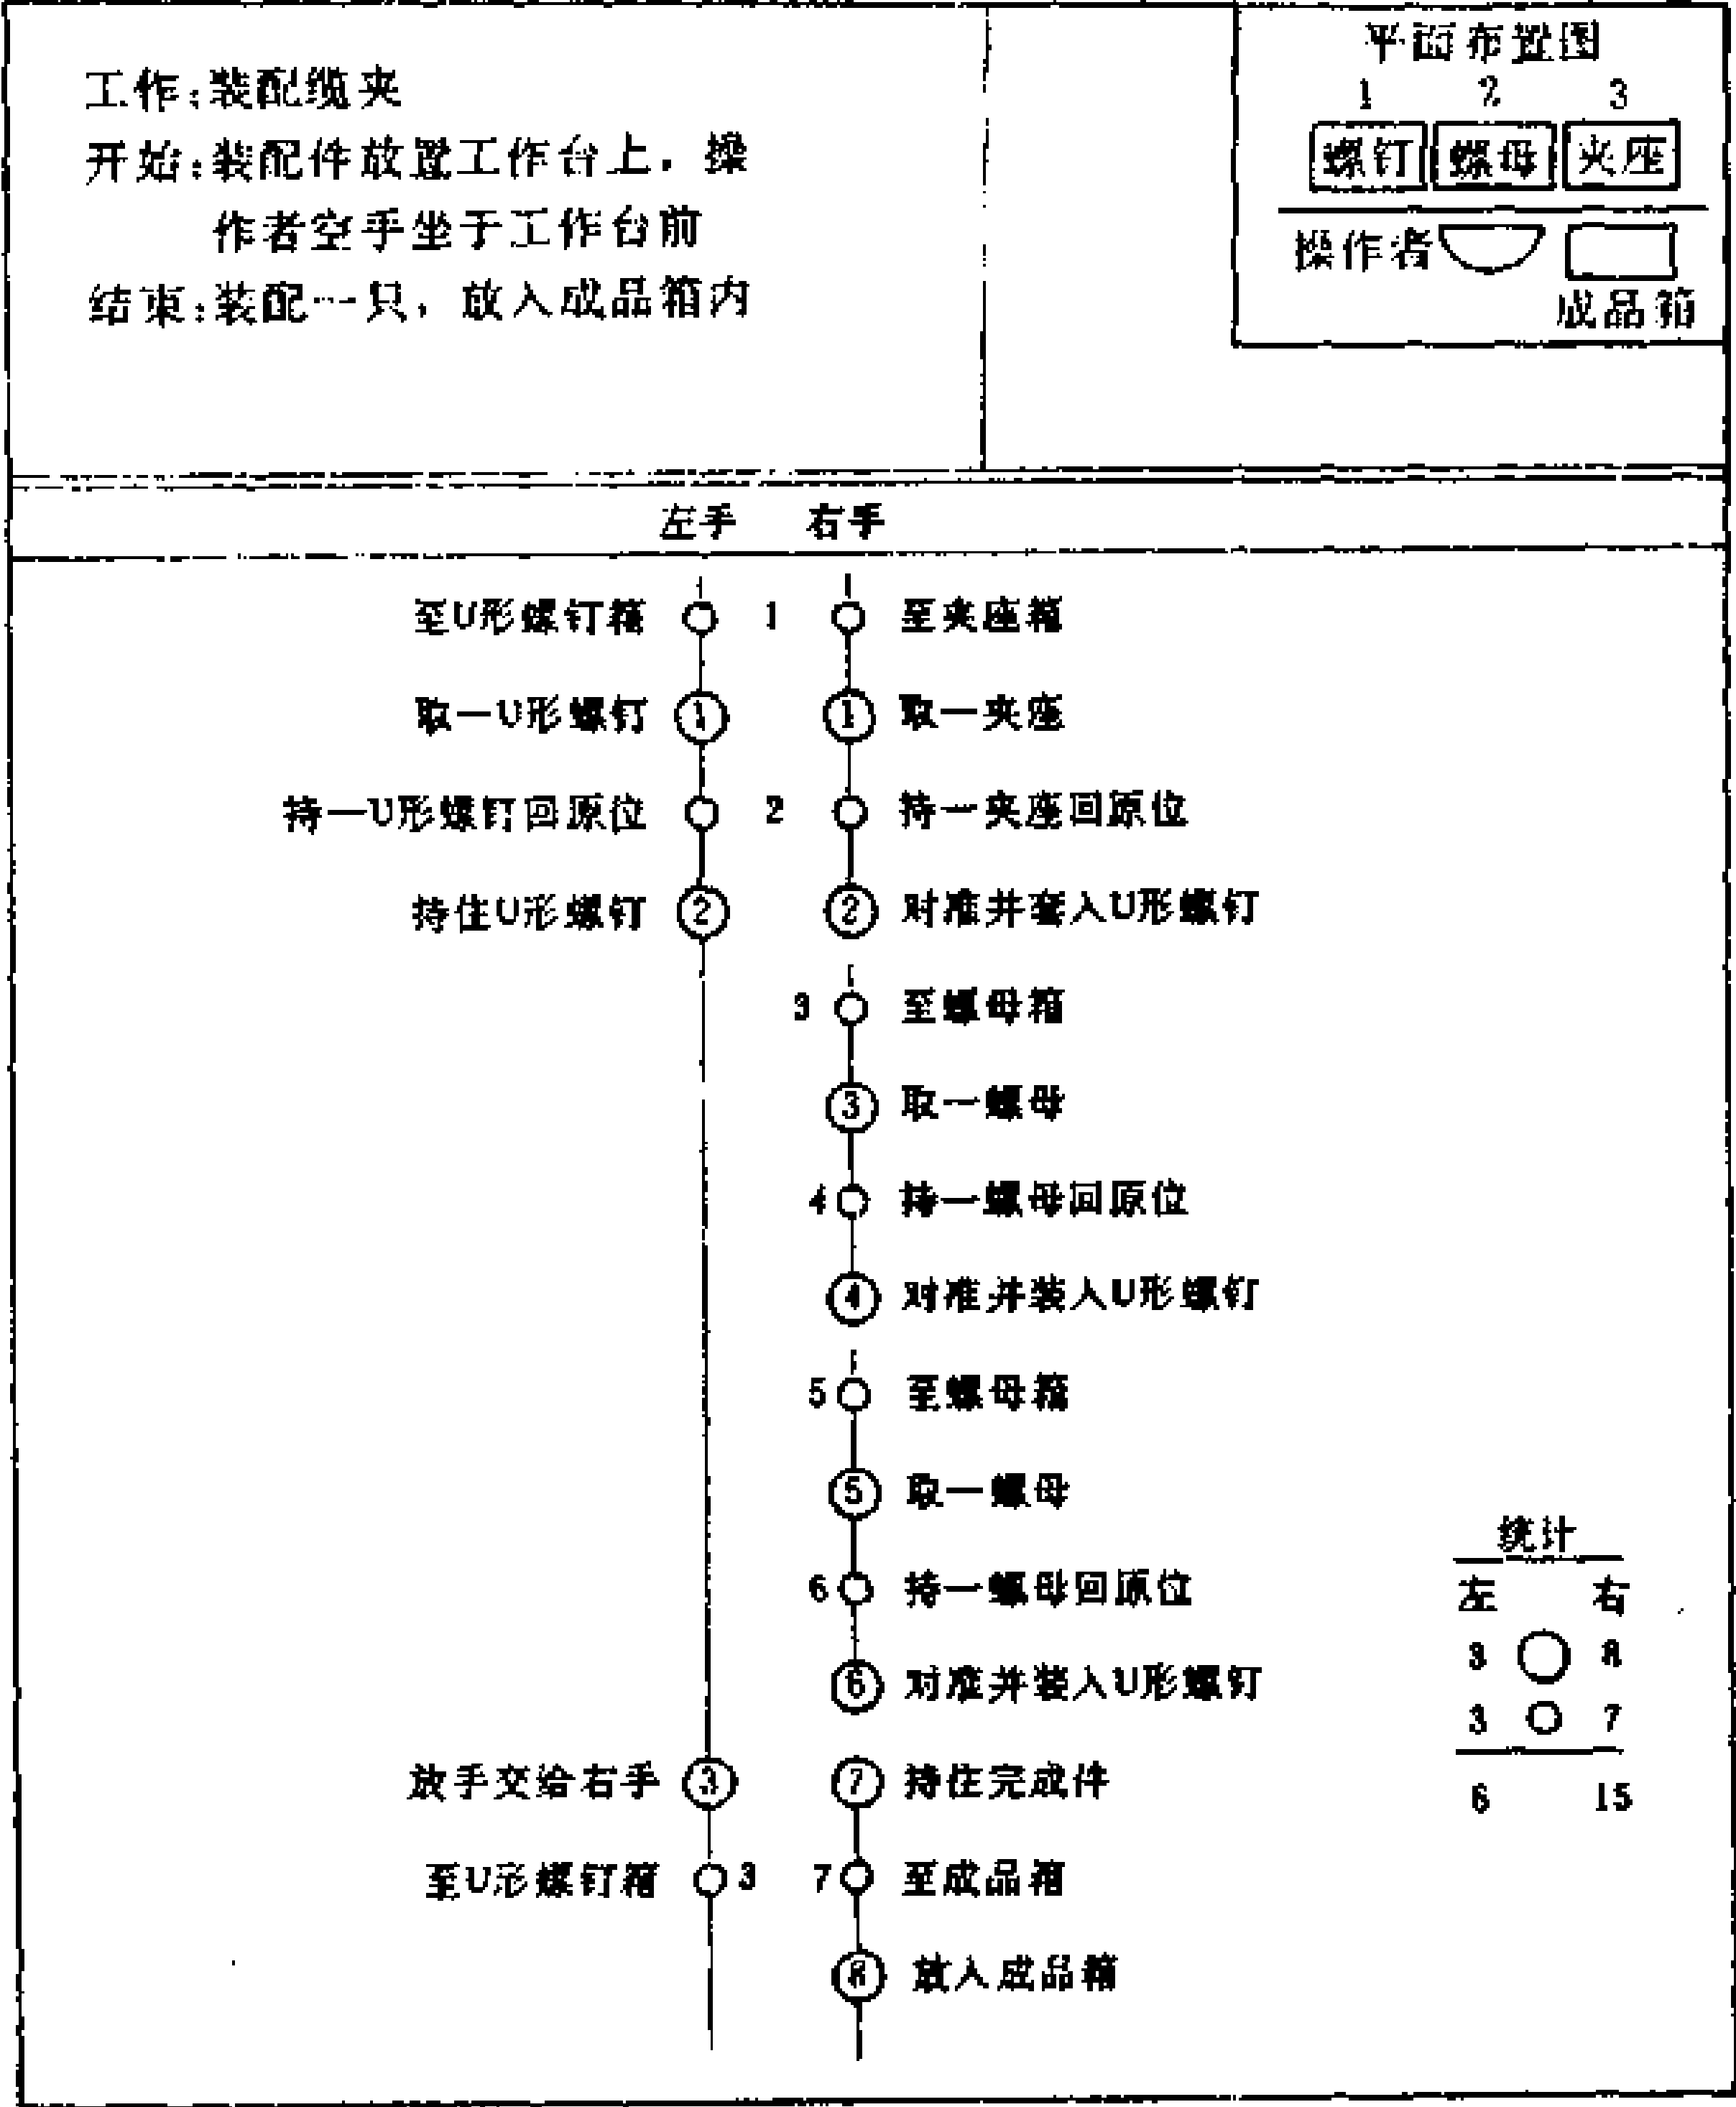 工作:装配缆夹
开始:装配件放置工作台上，操
作者空手坐于工作台前
结束:装配一只，放入成品箱内
平面布置图
1 2 3
螺钉 螺母 夹座
操作者
成品箱
左手 右手
至U形螺钉箱 1 至夹座箱
取一U形螺钉 ① ① 取一夹座
持一U形螺钉回原位 2 持一夹座回原位
持住U形螺钉 ② ② 对准并套入U形螺钉
3 至螺母箱
③ 取一螺母
4 持一螺母回原位
④ 对准并装入U形螺钉
5 至螺母箱
⑤ 取一螺母
6 持一螺母回原位
⑥ 对准并装入U形螺钉
放手交给右手 ③ ⑦ 持住完成件
至U形螺钉箱 3 7 至成品箱
⑧ 放入成品箱
统计
左 右
3 8
3 7
6 15